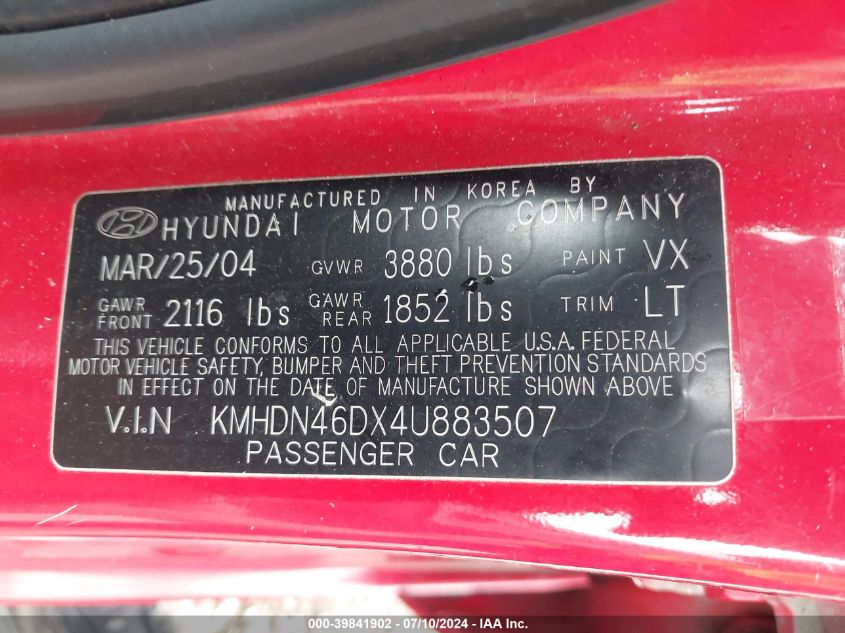 MANUFACTURED IN KOREA BY
HYUNDAI MOTOR COMPANY
MAR/25/04 GVWR 3880 lbs PAINT VX
GAWR FRONT 2116 lbs GAWR REAR 1852 lbs TRIM LT
THIS VEHICLE CONFORMS TO ALL APPLICABLE U.S.A. FEDERAL
MOTOR VEHICLE SAFETY, BUMPER AND THEFT PREVENTION STANDARDS
IN EFFECT ON THE DATE OF MANUFACTURE SHOWN ABOVE
V.I.N KMHDN46DX4U883507
PASSENGER CAR
000-39841902 - 07/10/2024 - IAA Inc.